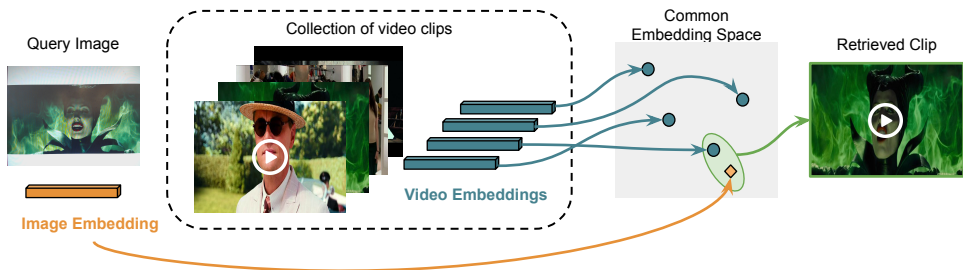 Query Image
Collection of video clips
Common
Embedding Space
Retrieved Clip
Video Embeddings
Image Embedding